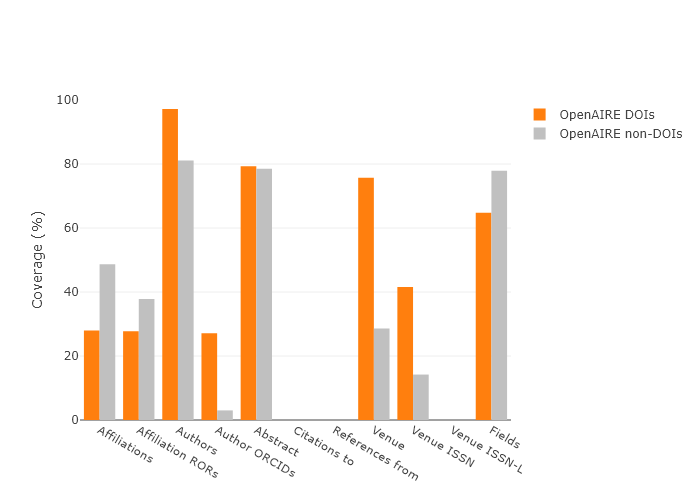 100
80
60
40
20
0
Coverage (%)
Affiliations
Affiliation RORs
Authors
Author ORCIDs
Abstract
Citations to
References from
Venue
Venue ISSN
Venue ISSN-L
Fields
OpenAIRE DOIs
OpenAIRE non-DOIs